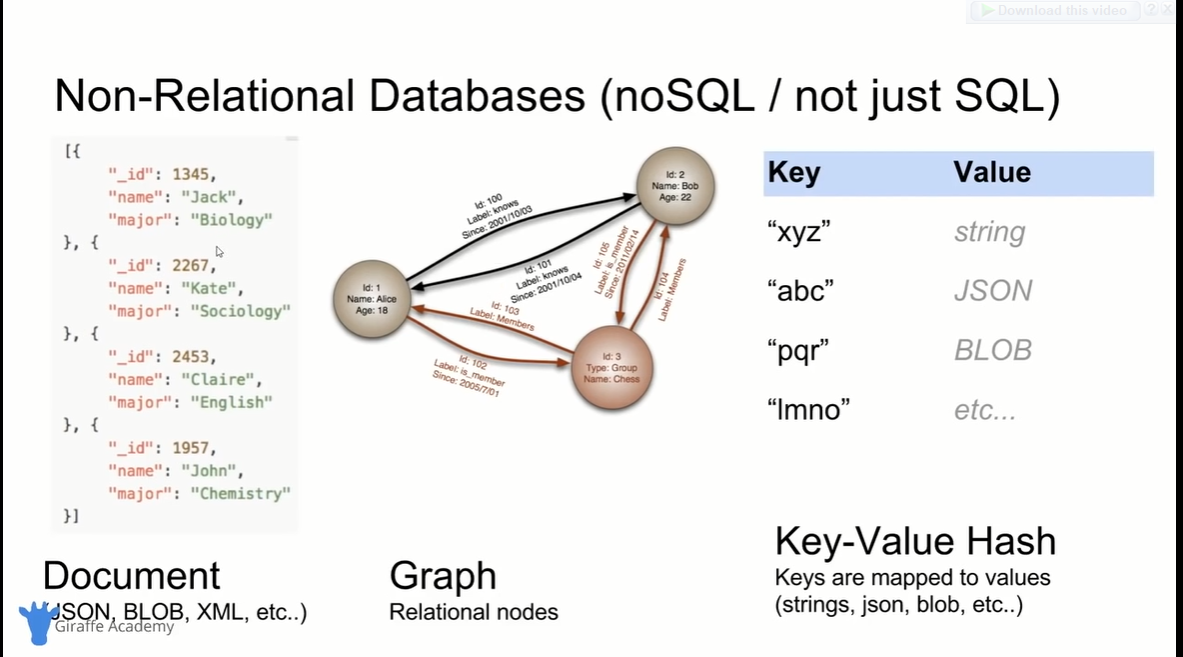 Download this video ? X
Non-Relational Databases (noSQL / not just SQL)
[{
"_id": 1345,
"name": "Jack",
"major": "Biology"
}, {
"_id": 2267,
"name": "Kate",
"major": "Sociology"
}, {
"_id": 2453,
"name": "Claire",
"major": "English"
}, {
"_id": 1957,
"name": "John",
"major": "Chemistry"
}]
Document
(JSON, BLOB, XML, etc..)
Giraffe Academy
Id: 1
Name: Alice
Age: 18
Id: 100
Label: knows
Since: 2001/10/03
Id: 101
Label: knows
Since: 2001/10/04
Id: 2
Name: Bob
Age: 22
Id: 103
Label: Members
Id: 102
Label: is_member
Since: 2005/7/01
Id: 105
Label: is_member
Since: 2011/02/14
Id: 104
Label: Members
Id: 3
Type: Group
Name: Chess
Graph
Relational nodes
Key Value
“xyz” string
“abc” JSON
“pqr” BLOB
“lmno” etc...
Key-Value Hash
Keys are mapped to values
(strings, json, blob, etc..)